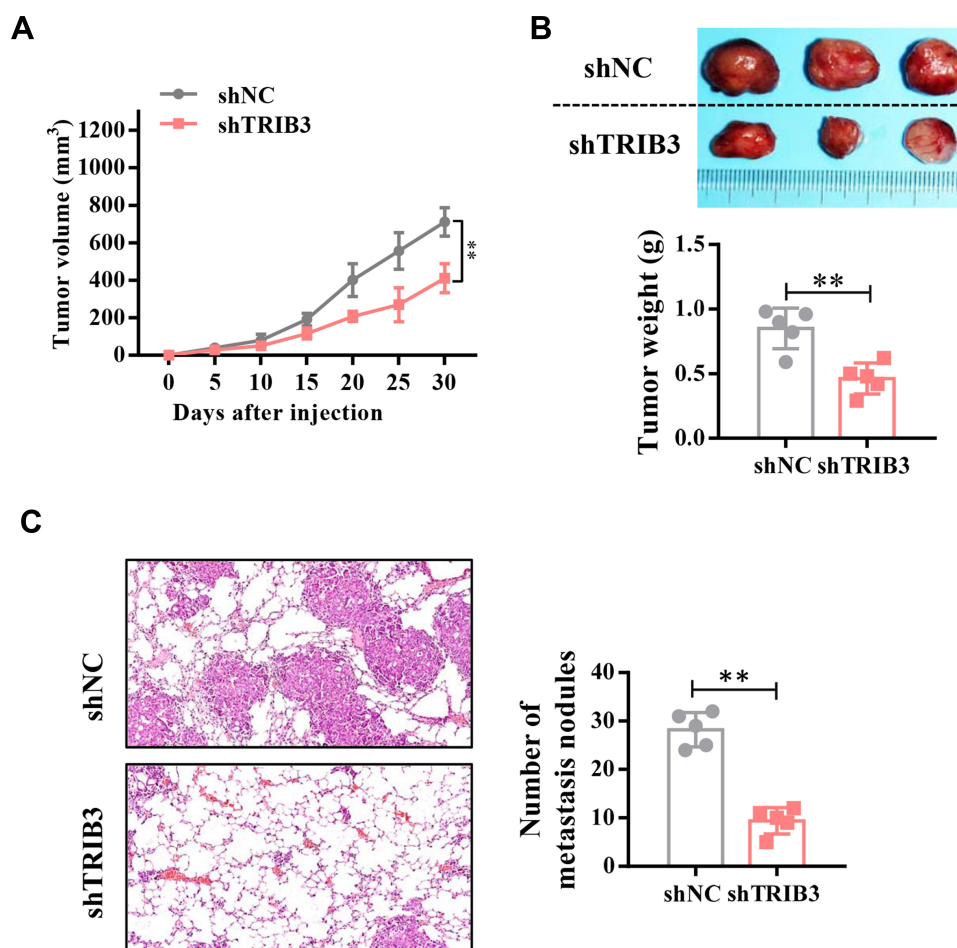 A
shNC
shTRIB3
Tumor volume (mm³)
1200
1000
800
600
400
200
0
0 5 10 15 20 25 30
Days after injection
**
B
shNC
shTRIB3
Tumor weight (g)
1.5
1.0
0.5
0.0
**
shNC shTRIB3
C
shNC
shTRIB3
Number of
metastasis nodules
40
30
20
10
0
**
shNC shTRIB3